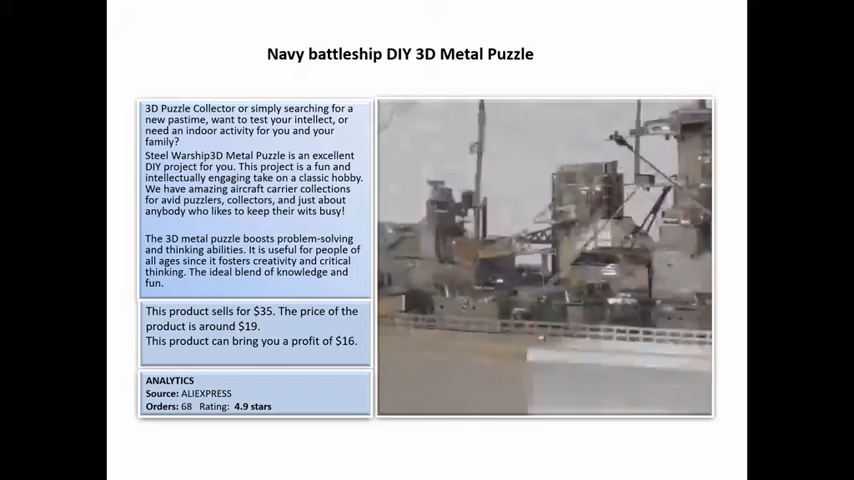 Navy battleship DIY 3D Metal Puzzle
3D Puzzle Collector or simply searching for a
new pastime, want to test your intellect, or
need an indoor activity for you and your
family?
Steel Warship3D Metal Puzzle is an excellent
DIY project for you. This project is a fun and
intellectually engaging take on a classic hobby.
We have amazing aircraft carrier collections
for avid puzzlers, collectors, and just about
anybody who likes to keep their wits busy!
The 3D metal puzzle boosts problem-solving
and thinking abilities. It is useful for people of
all ages since it fosters creativity and critical
thinking. The ideal blend of knowledge and
fun.
This product sells for $35. The price of the
product is around $19.
This product can bring you a profit of $16.
ANALYTICS
Source: ALIEXPRESS
Orders: 68 Rating: 4.9 stars